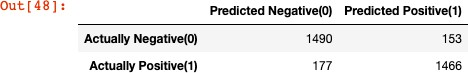 Out[48]:
Predicted Negative(0) Predicted Positive(1)
Actually Negative(0) 1490 153
Actually Positive(1) 177 1466